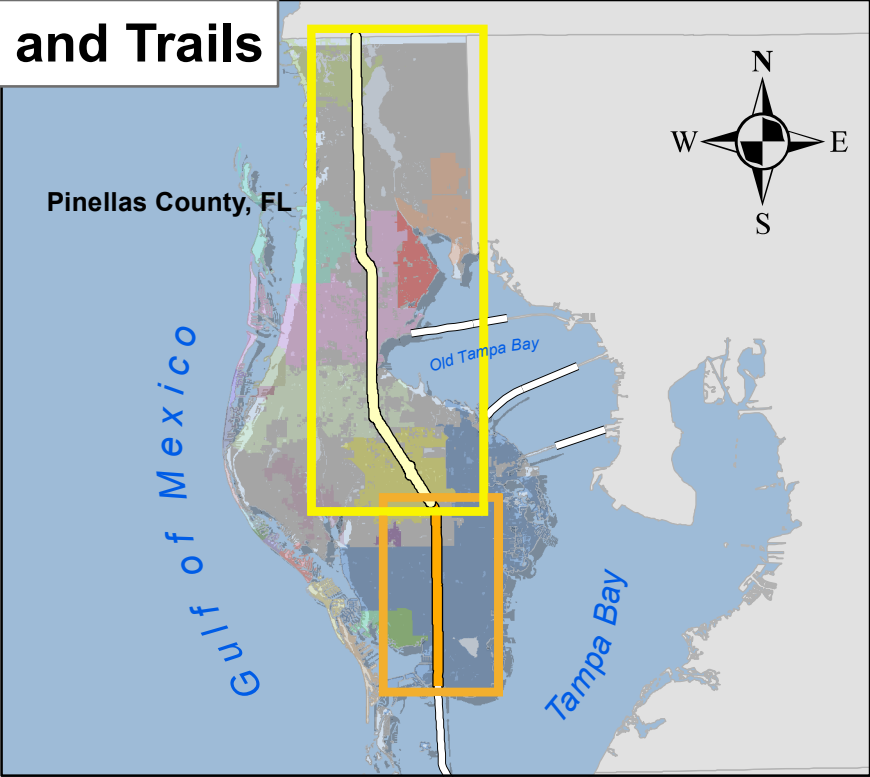 and Trails
N
W E
S
Pinellas County, FL
Old Tampa Bay
Gulf of Mexico
Tampa Bay